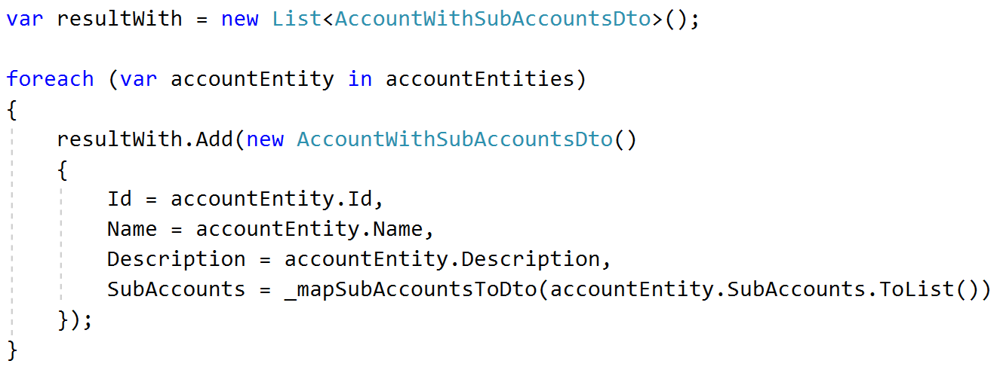 var resultWith = new List<AccountWithSubAccountsDto>();
foreach (var accountEntity in accountEntities)
{
resultWith.Add(new AccountWithSubAccountsDto()
{
Id = accountEntity.Id,
Name = accountEntity.Name,
Description = accountEntity.Description,
SubAccounts = _mapSubAccountsToDto(accountEntity.SubAccounts.ToList())
});
}